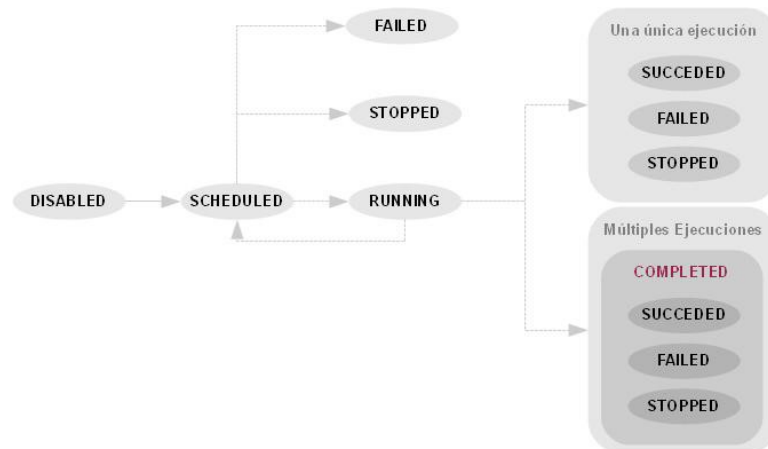 FAILED
STOPPED
DISABLED
SCHEDULED
RUNNING
Una única ejecución
SUCCEDED
FAILED
STOPPED
Múltiples Ejecuciones
COMPLETED
SUCCEDED
FAILED
STOPPED